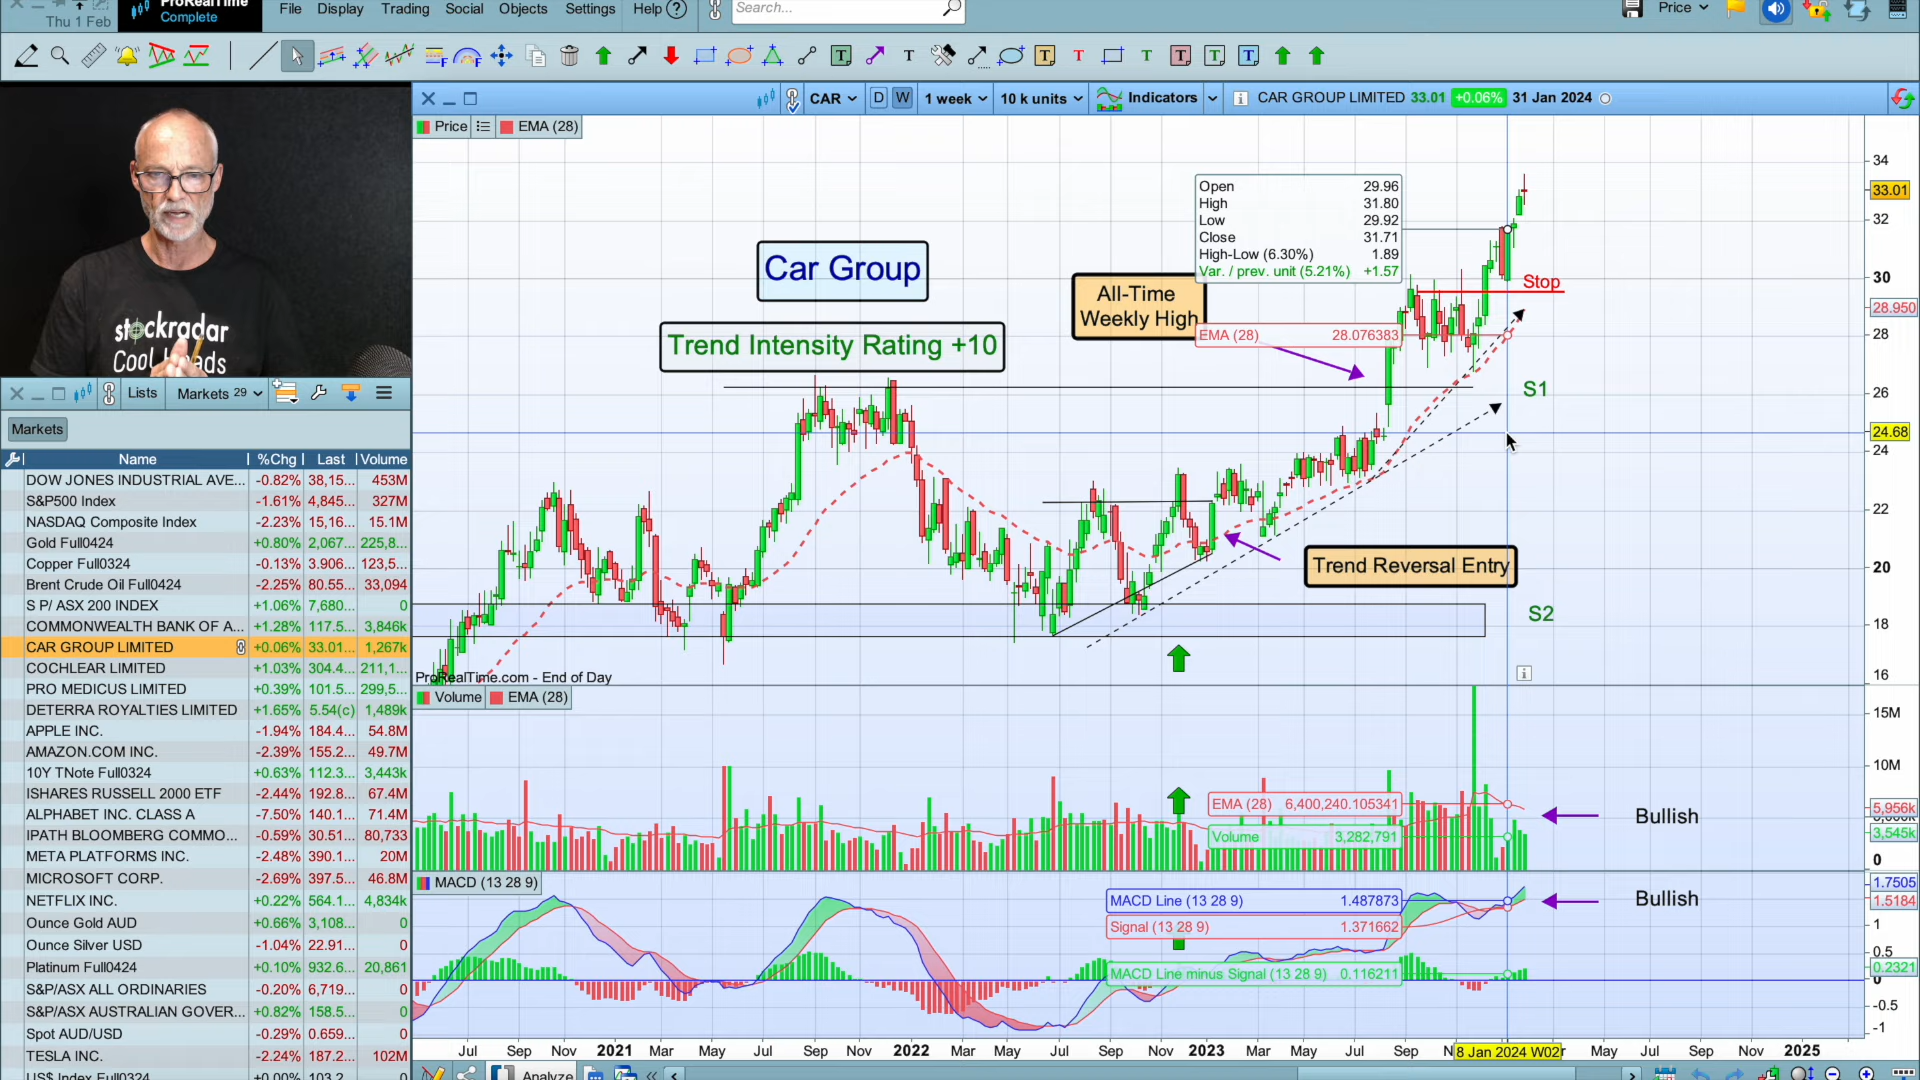 ProRealTime
Complete
Thu 1 Feb
File Display Trading Social Objects Settings Help ?
Search...
Price
CAR D W 1 week 10 k units Indicators CAR GROUP LIMITED 33.01 +0.06% 31 Jan 2024
Price EMA (28)
stockradar
Lists Markets 29
Markets
Name %Chg Last Volume
DOW JONES INDUSTRIAL AVE... -0.82% 38,15... 453M
S&P500 Index -1.61% 4,845... 327M
NASDAQ Composite Index -2.23% 15,16... 15.1M
Gold Full0424 +0.80% 2,067... 225,8...
Copper Full0324 -0.13% 3.906... 123,5...
Brent Crude Oil Full0424 -2.25% 80.55... 33,094
S P/ ASX 200 INDEX +1.06% 7,680... 0
COMMONWEALTH BANK OF A... +1.28% 117.5... 3,846k
CAR GROUP LIMITED +0.06% 33.01... 1,267k
COCHLEAR LIMITED +1.03% 304.4... 211,1...
PRO MEDICUS LIMITED +0.39% 101.5... 299,5...
DETERRA ROYALTIES LIMITED +1.65% 5.54(c) 1,489k
APPLE INC. -1.94% 184.4... 54.8M
AMAZON.COM INC. -2.39% 155.2... 49.7M
10Y TNote Full0324 +0.63% 112.3... 3,443k
ISHARES RUSSELL 2000 ETF -2.44% 192.8... 67.4M
ALPHABET INC. CLASS A -7.50% 140.1... 71.4M
IPATH BLOOMBERG COMMO... -0.59% 30.51... 80,733
META PLATFORMS INC. -2.48% 390.1... 20M
MICROSOFT CORP. -2.69% 397.5... 46.8M
NETFLIX INC. +0.22% 564.1... 4,834k
Ounce Gold AUD +0.66% 3,108... 0
Ounce Silver USD -1.04% 22.91... 0
Platinum Full0424 +0.10% 932.6... 20,861
S&P/ASX ALL ORDINARIES -0.20% 6,719... 0
S&P/ASX AUSTRALIAN GOVER... +0.82% 158.5... 0
Spot AUD/USD -0.29% 0.659... 0
TESLA INC. -2.24% 187.2... 102M
US$ Index Full0324 +0.00% 103.2... 0
Car Group
Trend Intensity Rating +10
All-Time
Weekly High
Open 29.96
High 31.80
Low 29.92
Close 31.71
High-Low (6.30%) 1.89
Var. / prev. unit (5.21%) +1.57
EMA (28) 28.076383
Stop
S1
Trend Reversal Entry
S2
34
33.01
32
30
28.950
28
26
24.68
24
22
20
18
16
ProRealTime.com - End of Day
Volume EMA (28)
EMA (28) 6,400,240.105341
Volume 3,282,791
Bullish
15M
10M
5,956k
3,545k
0
MACD (13 28 9)
MACD Line (13 28 9) 1.487873
Signal (13 28 9) 1.371662
MACD Line minus Signal (13 28 9) 0.116211
Bullish
1.7505
1.5184
1
0.5
0.2321
0
-0.5
-1
Jul Sep Nov 2021 Mar May Jul Sep Nov 2022 Mar May Jul Sep Nov 2023 Mar May Jul Sep 8 Jan 2024 W02 May Jul Sep Nov 2025
Analyze